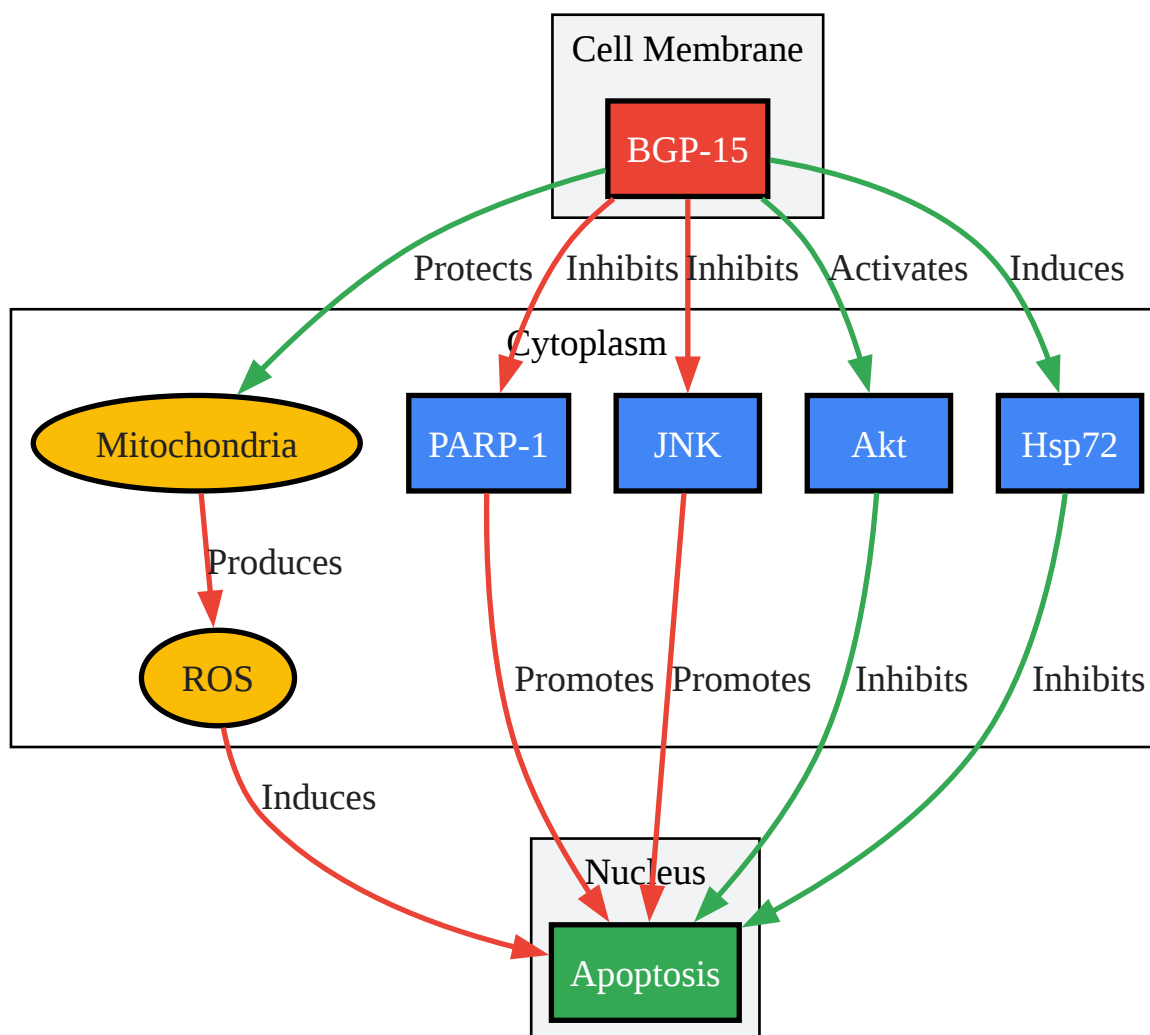 Cell Membrane
BGP-15
Protects
Inhibits
Inhibits
Activates
Induces
Cytoplasm
Mitochondria
PARP-1
JNK
Akt
Hsp72
Produces
ROS
Promotes
Promotes
Inhibits
Inhibits
Induces
Nucleus
Apoptosis